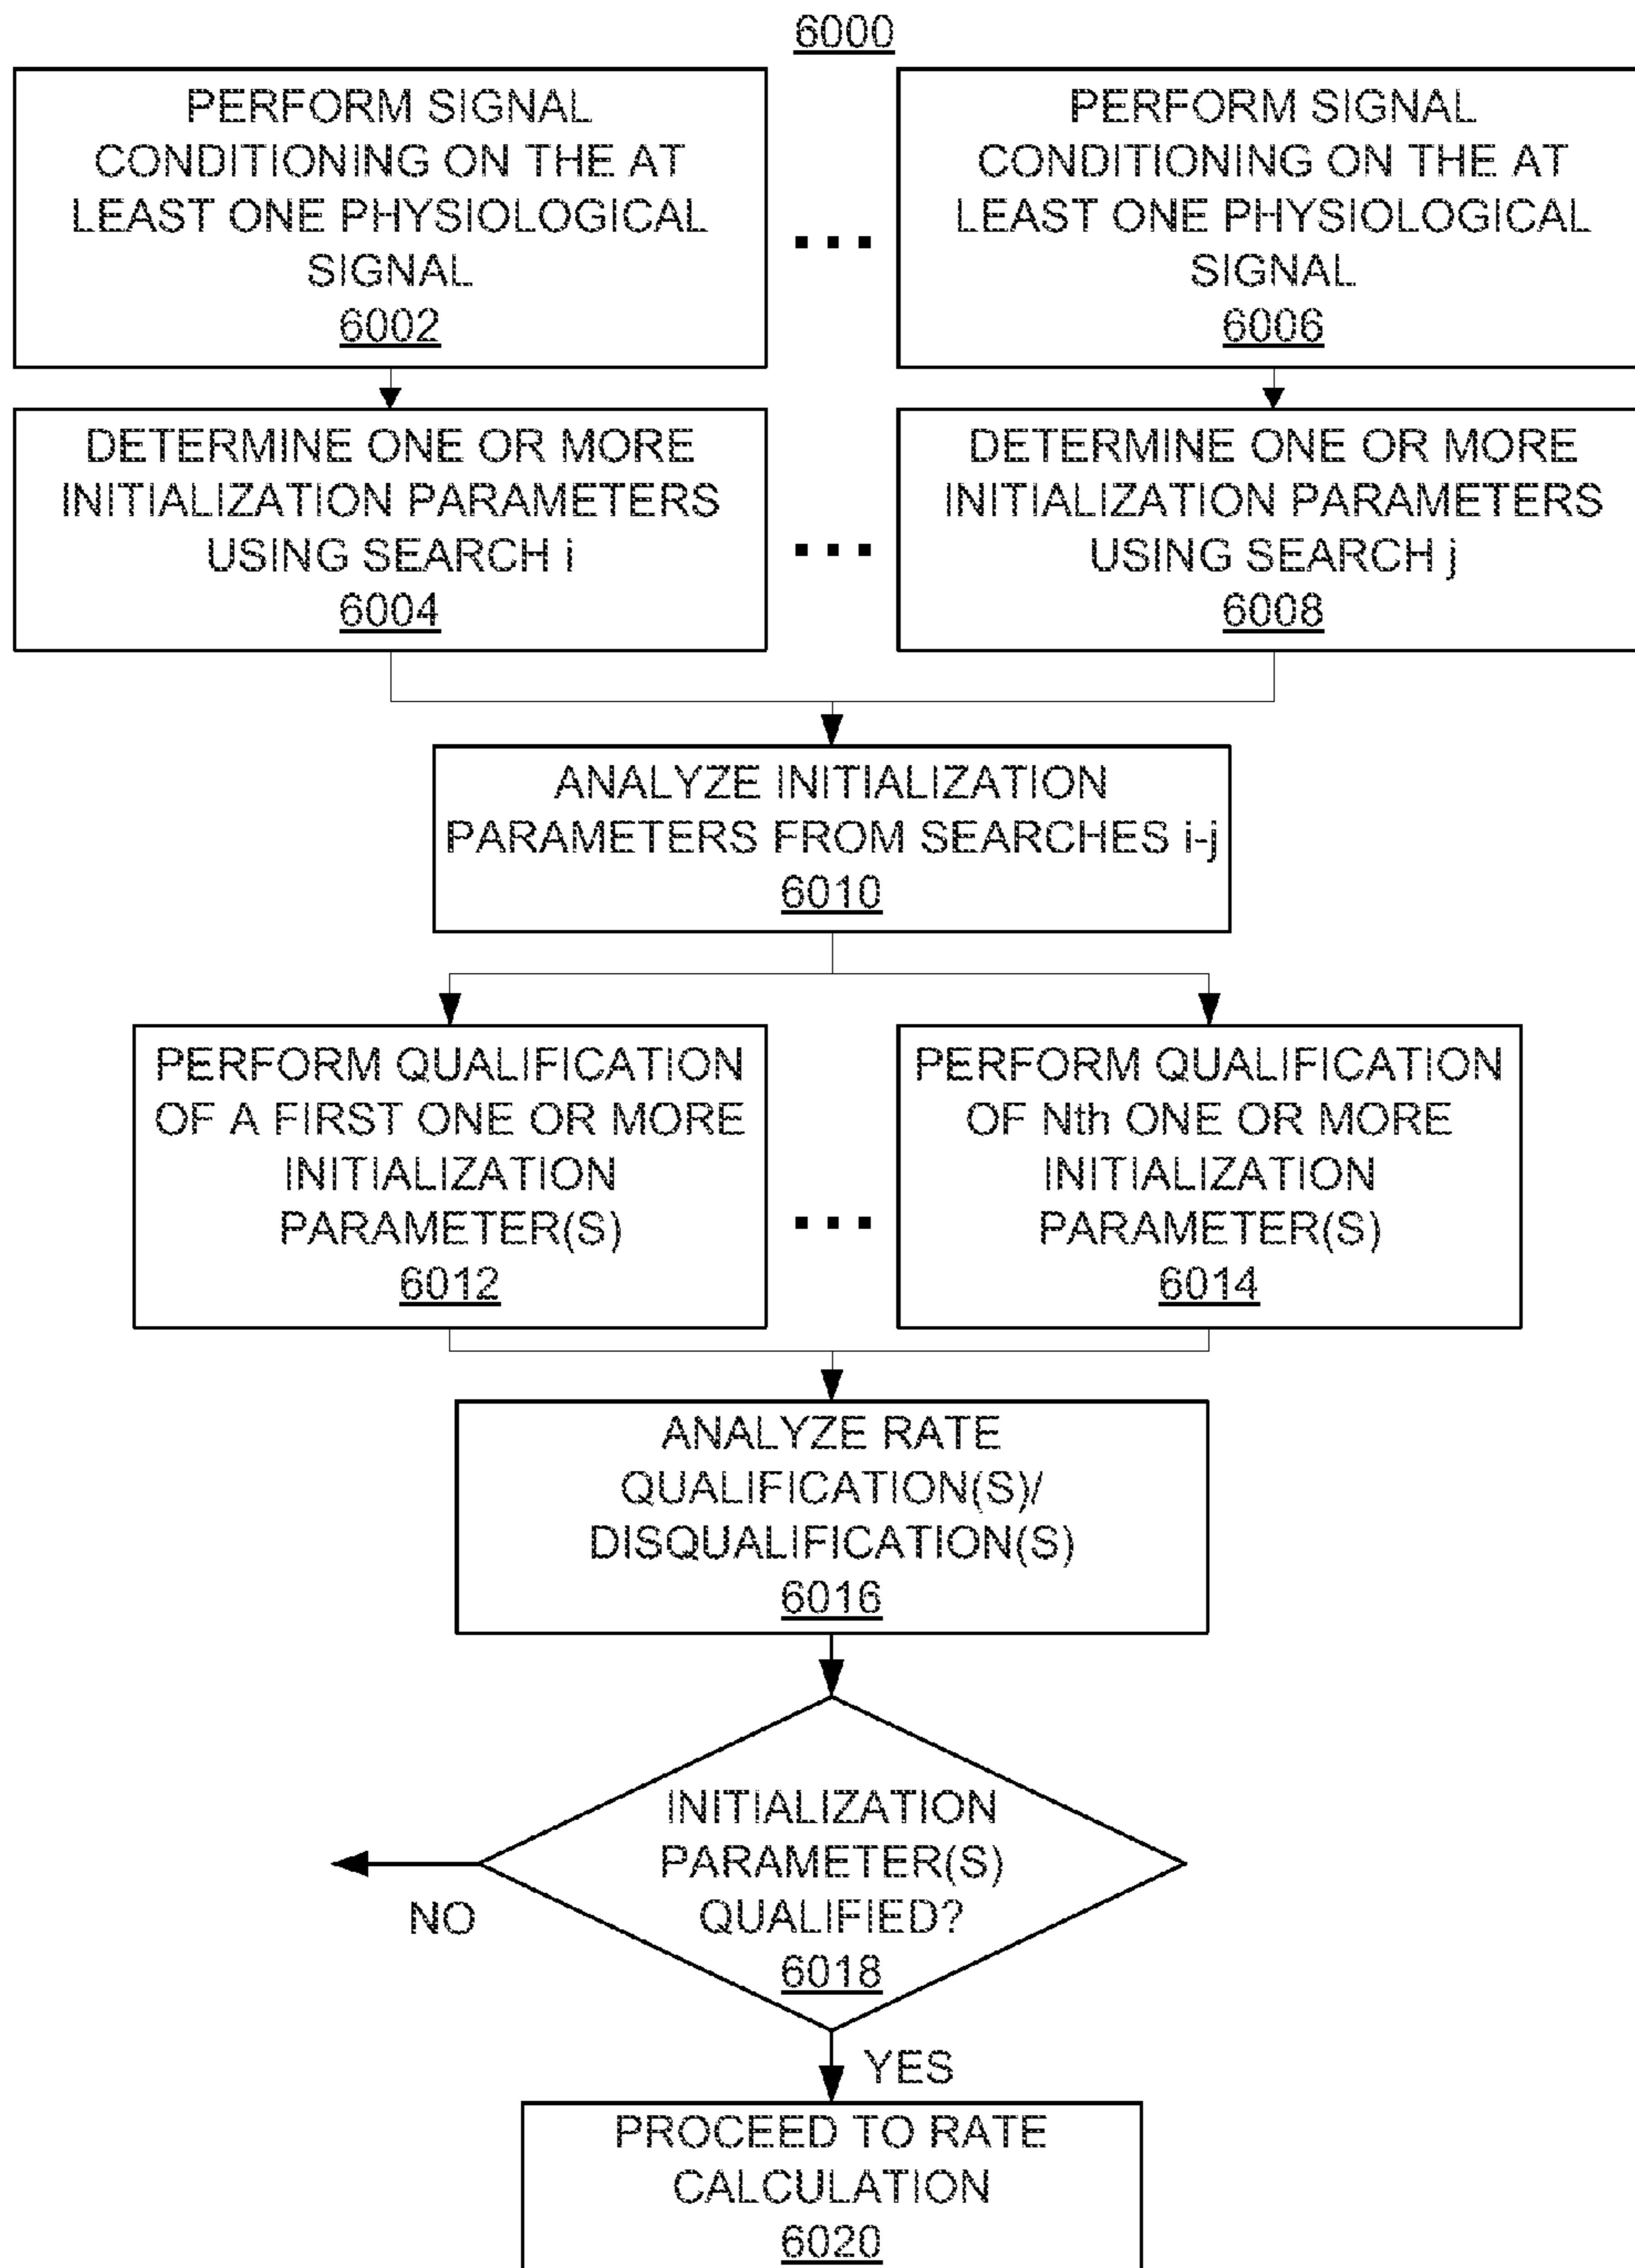 6000
PERFORM SIGNAL
CONDITIONING ON THE AT
LEAST ONE PHYSIOLOGICAL
SIGNAL
6002
PERFORM SIGNAL
CONDITIONING ON THE AT
LEAST ONE PHYSIOLOGICAL
SIGNAL
6006
DETERMINE ONE OR MORE
INITIALIZATION PARAMETERS
USING SEARCH i
6004
DETERMINE ONE OR MORE
INITIALIZATION PARAMETERS
USING SEARCH j
6008
ANALYZE INITIALIZATION
PARAMETERS FROM SEARCHES i-j
6010
PERFORM QUALIFICATION
OF A FIRST ONE OR MORE
INITIALIZATION
PARAMETER(S)
6012
PERFORM QUALIFICATION
OF Nth ONE OR MORE
INITIALIZATION
PARAMETER(S)
6014
ANALYZE RATE
QUALIFICATION(S)/
DISQUALIFICATION(S)
6016
INITIALIZATION
PARAMETER(S)
QUALIFIED?
6018
NO
YES
PROCEED TO RATE
CALCULATION
6020